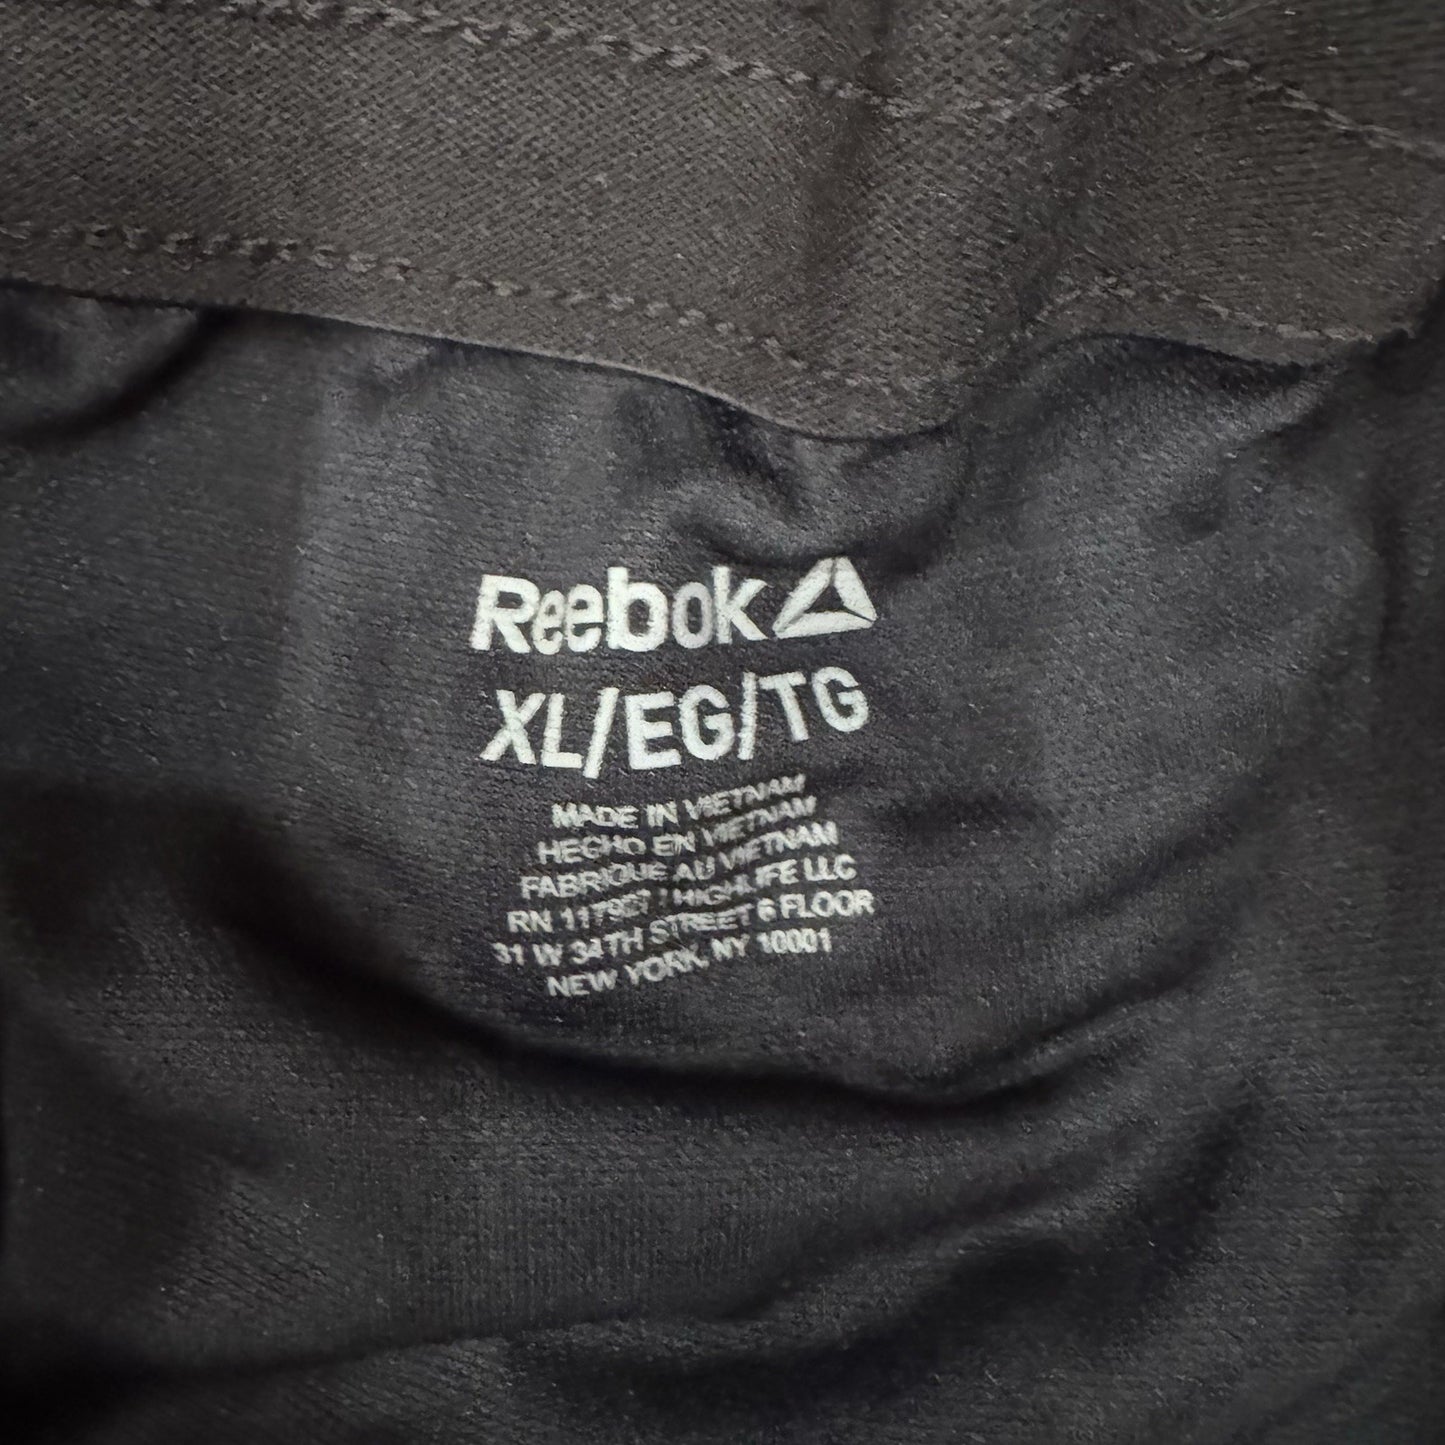 Reebok
XL/EG/TG
MADE IN VIETNAM
HECHO EN VIETNAM
FABRIQUE AU VIETNAM
RN 117927 / HIGHLIFE LLC
31 W 34TH STREET 6 FLOOR
NEW YORK, NY 10001